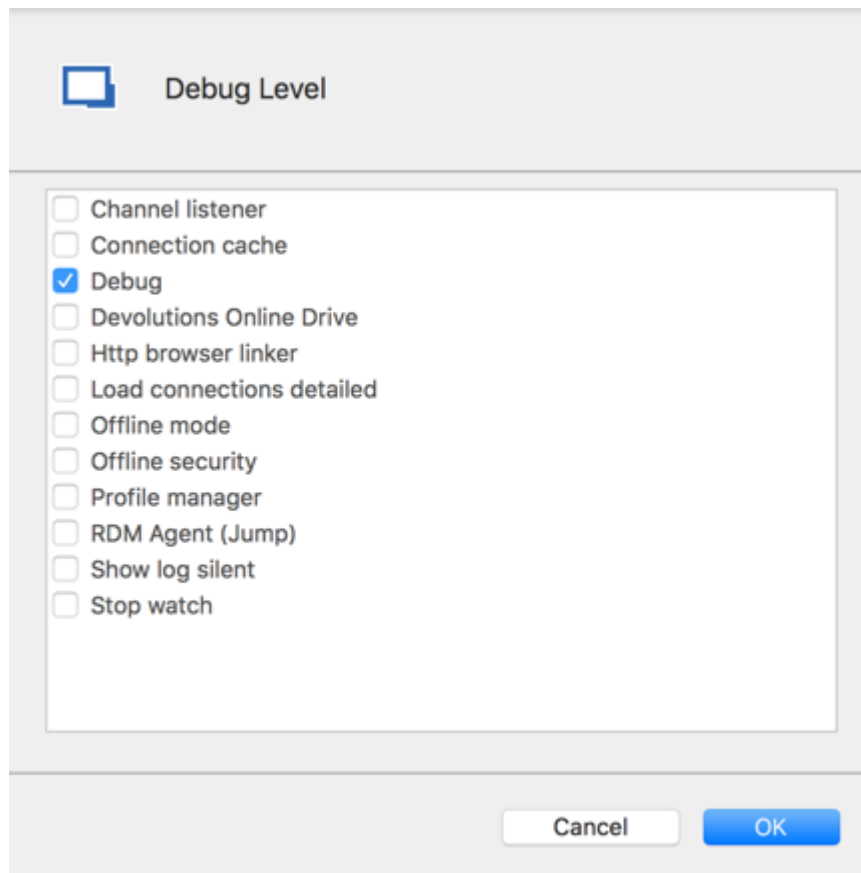 Debug Level
Channel listener
Connection cache
Debug
Devolutions Online Drive
Http browser linker
Load connections detailed
Offline mode
Offline security
Profile manager
RDM Agent (Jump)
Show log silent
Stop watch
Cancel OK